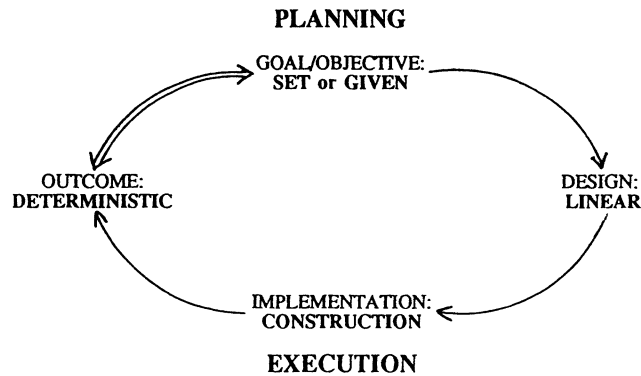 PLANNING
GOAL/OBJECTIVE:
SET or GIVEN
OUTCOME:
DETERMINISTIC
DESIGN:
LINEAR
IMPLEMENTATION:
CONSTRUCTION
EXECUTION